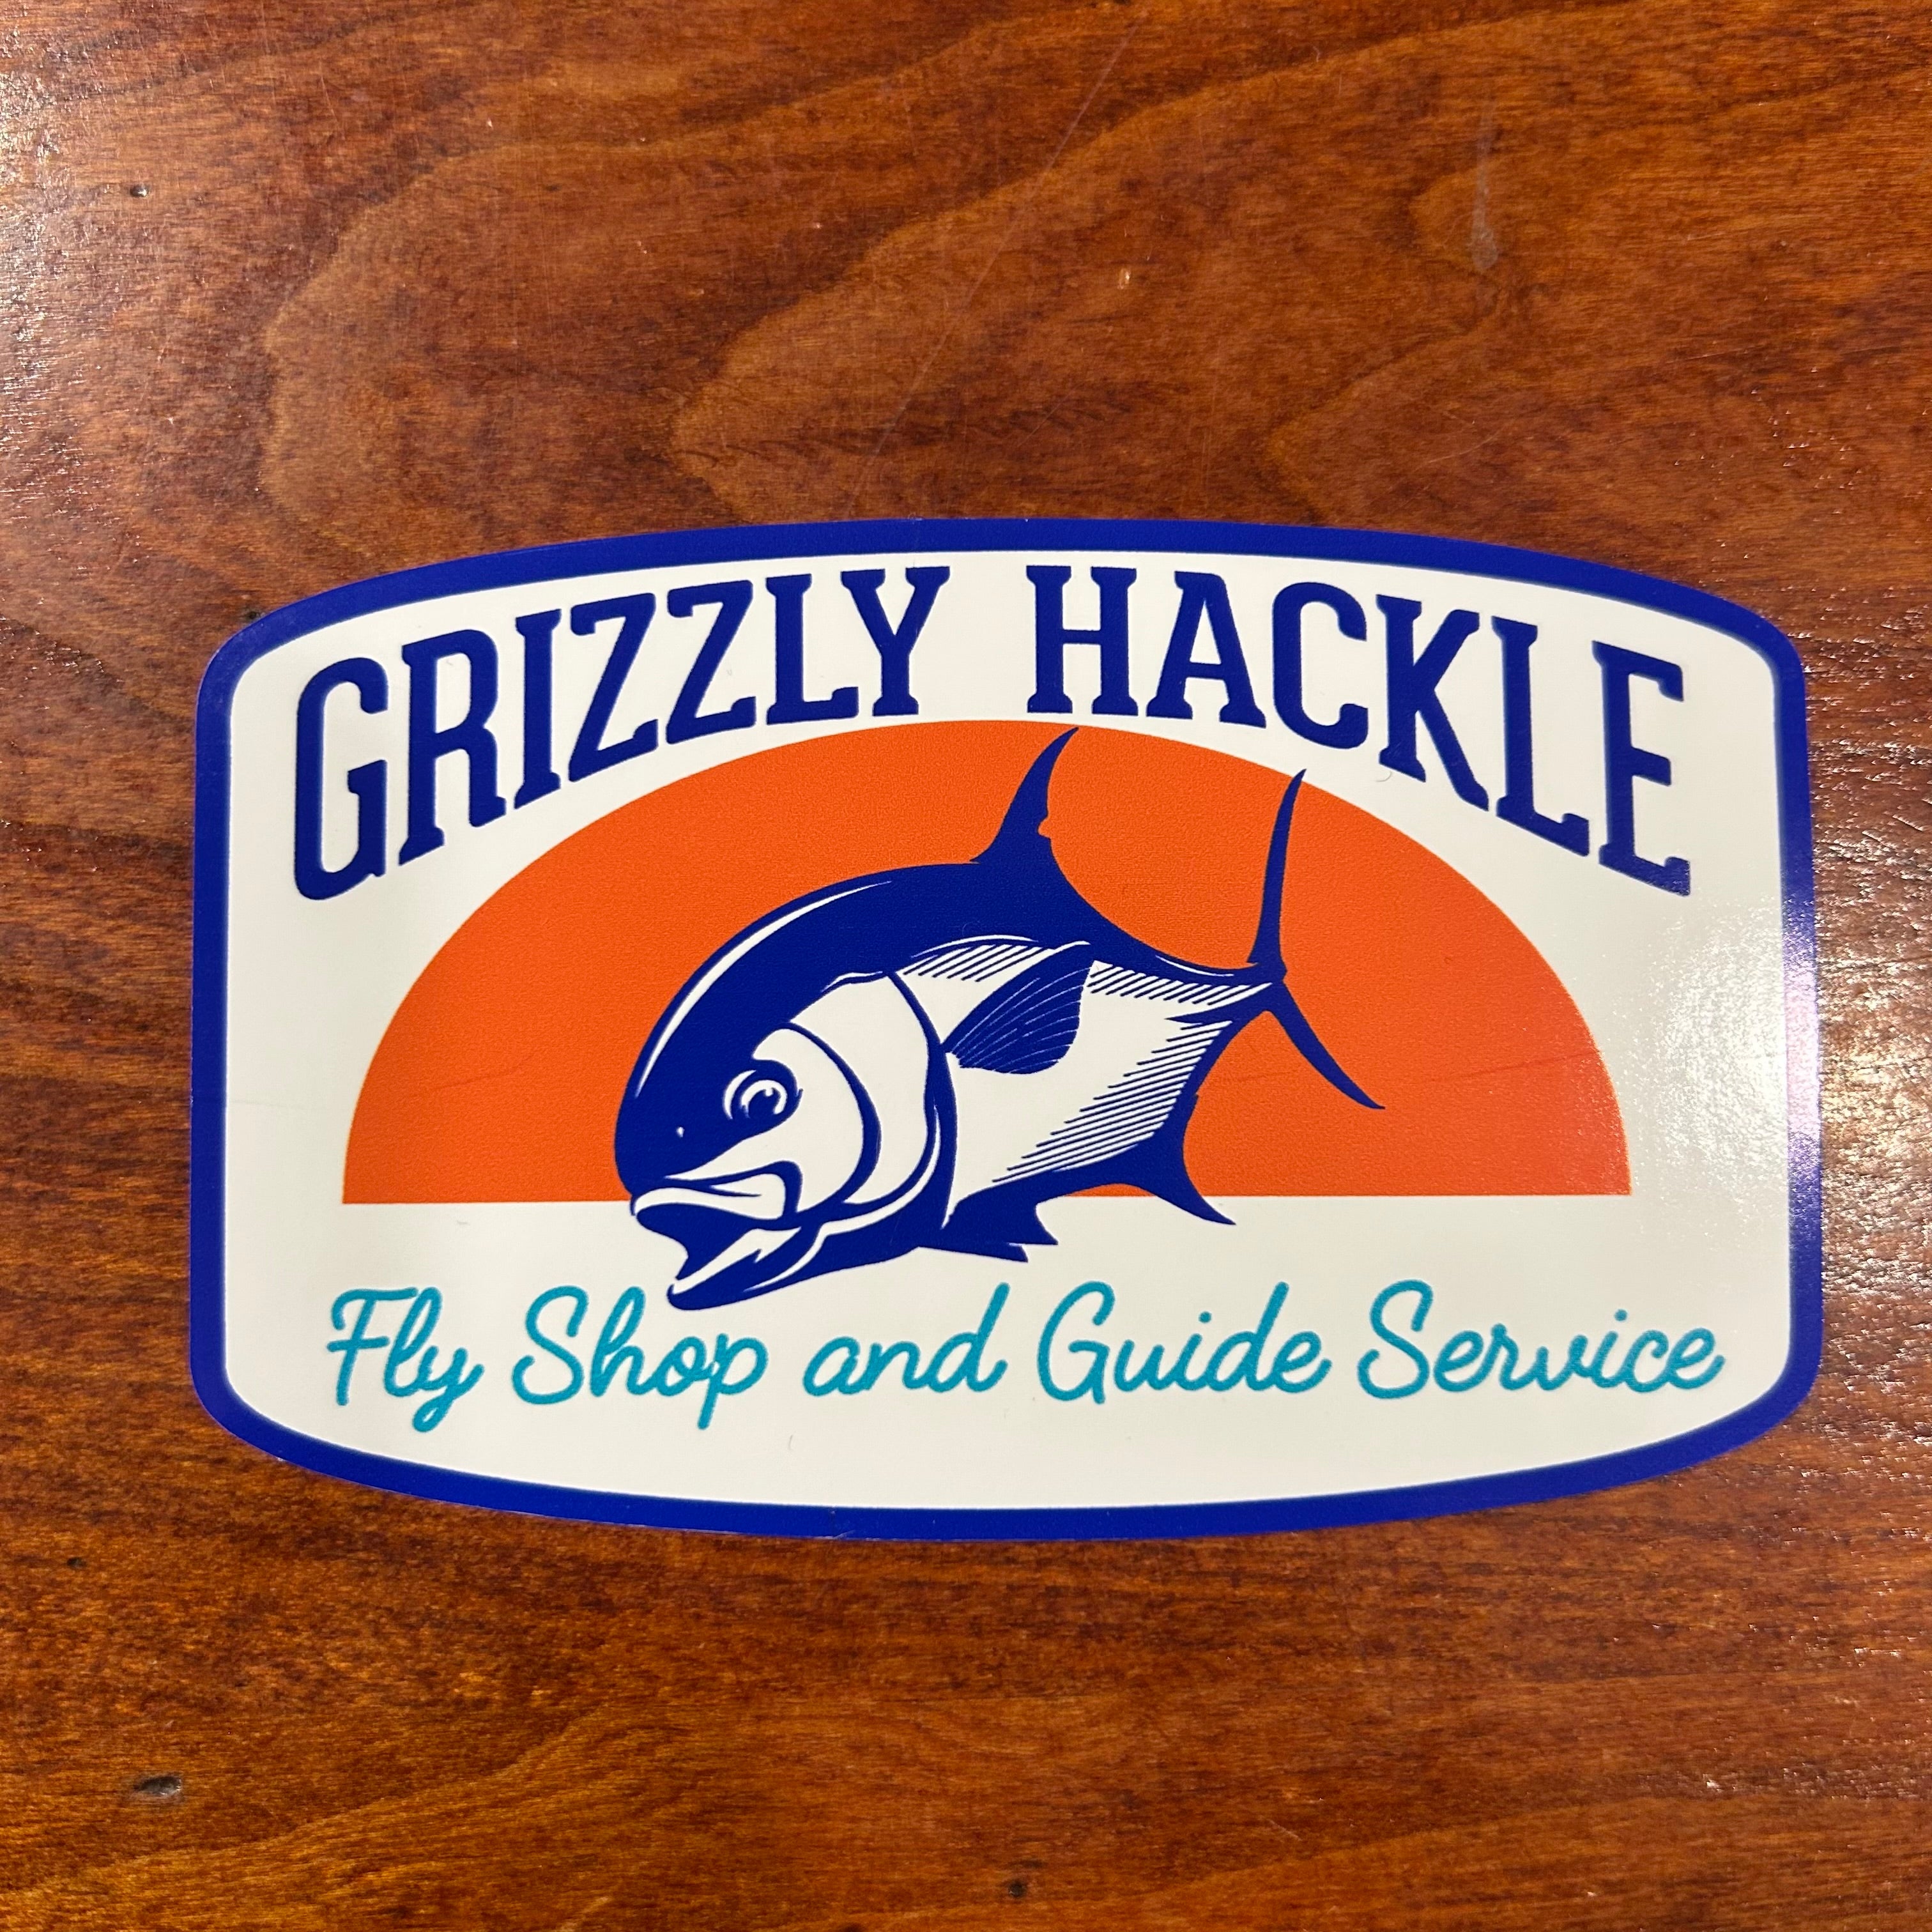 GRIZZLY HACKLE
Fly Shop and Guide Service